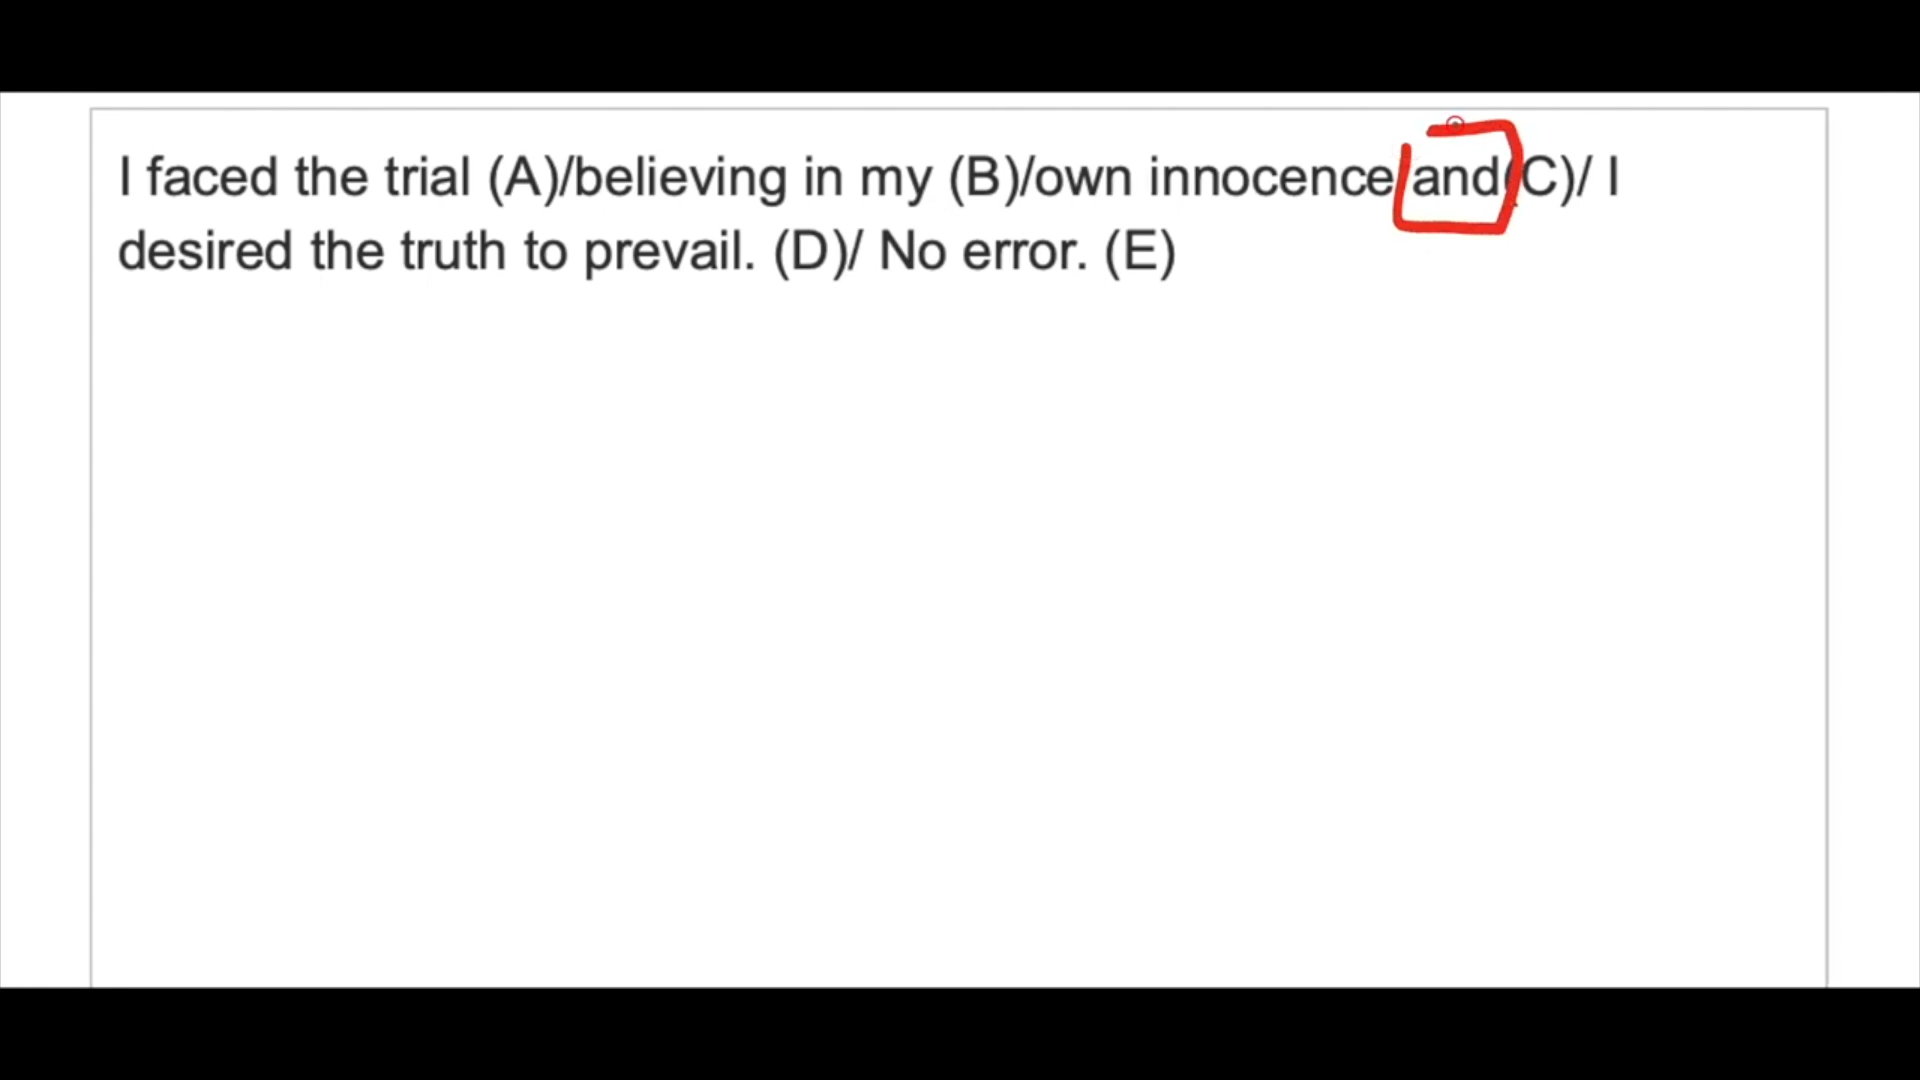 I faced the trial (A)/believing in my (B)/own innocence and(C)/ I
desired the truth to prevail. (D)/ No error. (E)